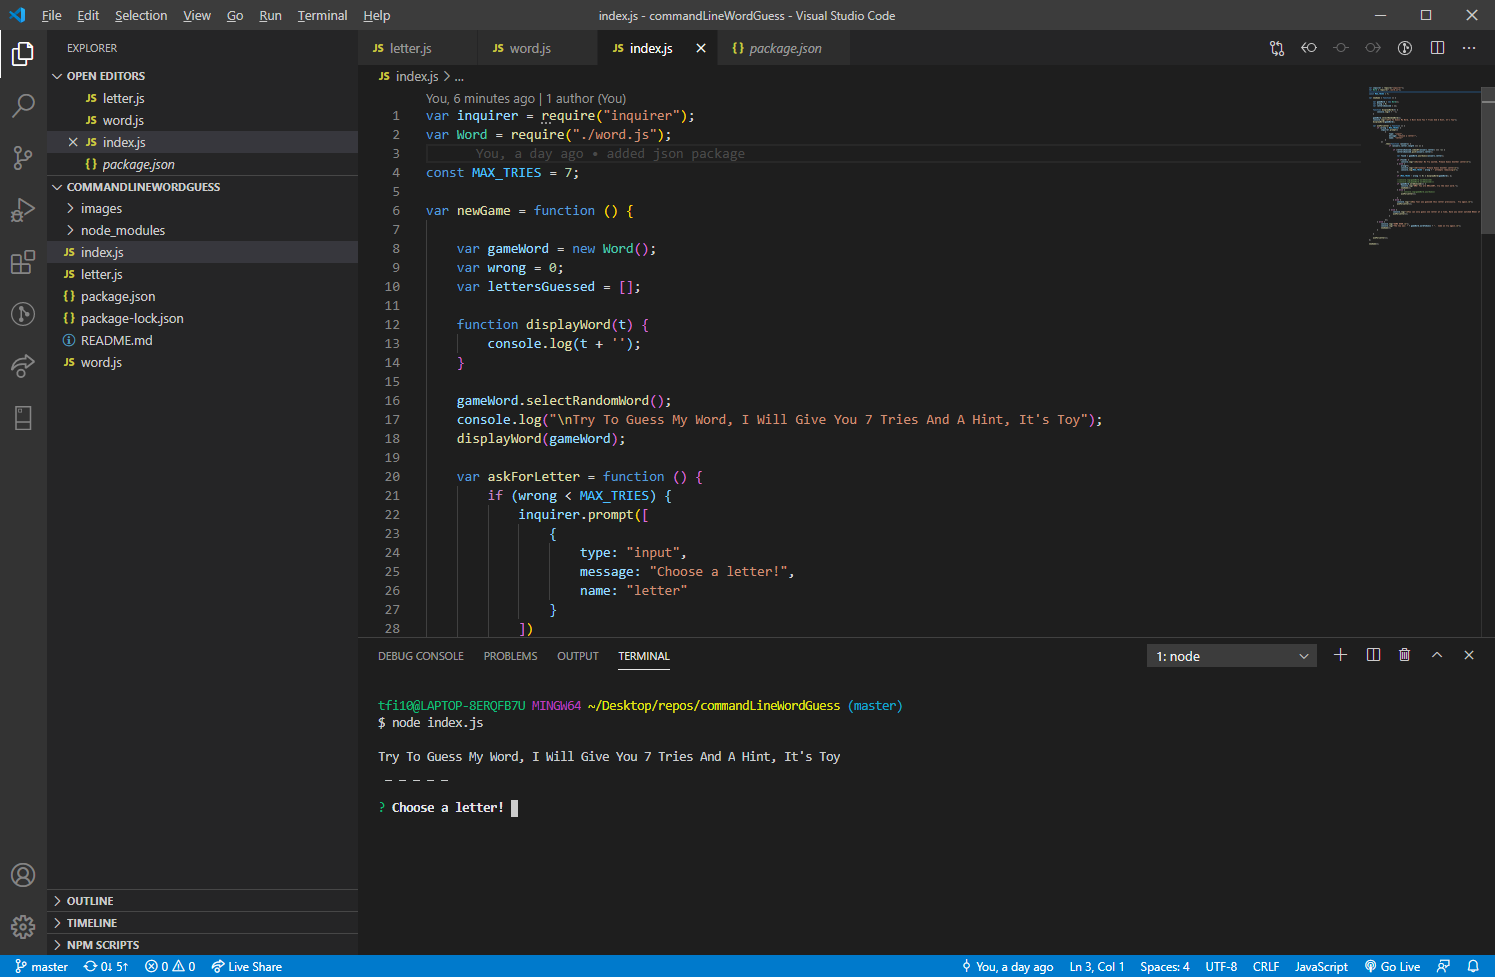 File Edit Selection View Go Run Terminal Help
index.js - commandLineWordGuess - Visual Studio Code
EXPLORER
OPEN EDITORS
JS letter.js
JS word.js
JS index.js
{} package.json
COMMANDLINEWORDGUESS
images
node_modules
JS index.js
JS letter.js
{} package.json
{} package-lock.json
README.md
JS word.js
OUTLINE
TIMELINE
NPM SCRIPTS
JS letter.js JS word.js JS index.js {} package.json
JS index.js > ...
You, 6 minutes ago | 1 author (You)
1 var inquirer = require("inquirer");
2 var Word = require("./word.js");
3 You, a day ago • added json package
4 const MAX_TRIES = 7;
5
6 var newGame = function () {
7
8 var gameWord = new Word();
9 var wrong = 0;
10 var lettersGuessed = [];
11
12 function displayWord(t) {
13 console.log(t + '');
14 }
15
16 gameWord.selectRandomWord();
17 console.log("\nTry To Guess My Word, I Will Give You 7 Tries And A Hint, It's Toy");
18 displayWord(gameWord);
19
20 var askForLetter = function () {
21 if (wrong < MAX_TRIES) {
22 inquirer.prompt([
23 {
24 type: "input",
25 message: "Choose a letter!",
26 name: "letter"
27 }
28 ])
DEBUG CONSOLE PROBLEMS OUTPUT TERMINAL
1: node
tfi10@LAPTOP-8ERQFB7U MINGW64 ~/Desktop/repos/commandLineWordGuess (master)
$ node index.js
Try To Guess My Word, I Will Give You 7 Tries And A Hint, It's Toy
_ _ _ _ _
? Choose a letter!
master 0↓ 5↑ 0 0 Live Share
You, a day ago Ln 3, Col 1 Spaces: 4 UTF-8 CRLF JavaScript Go Live